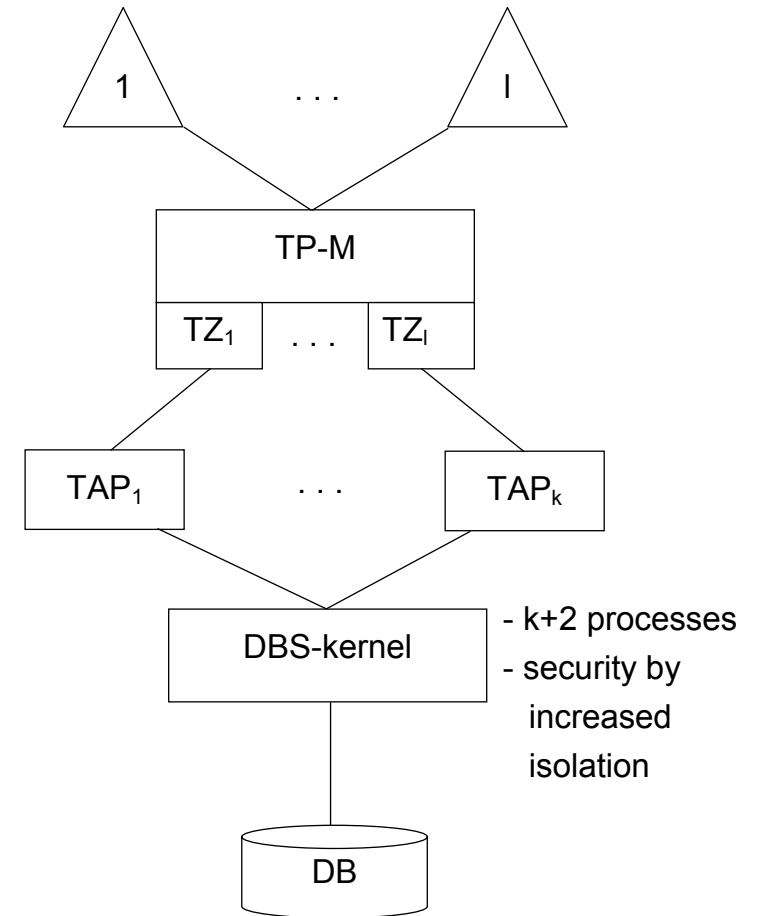 1 . . . l
TP-M
TZ₁ . . . TZₗ
TAP₁ . . . TAPₖ
DBS-kernel
- k+2 processes
- security by
increased
isolation
DB